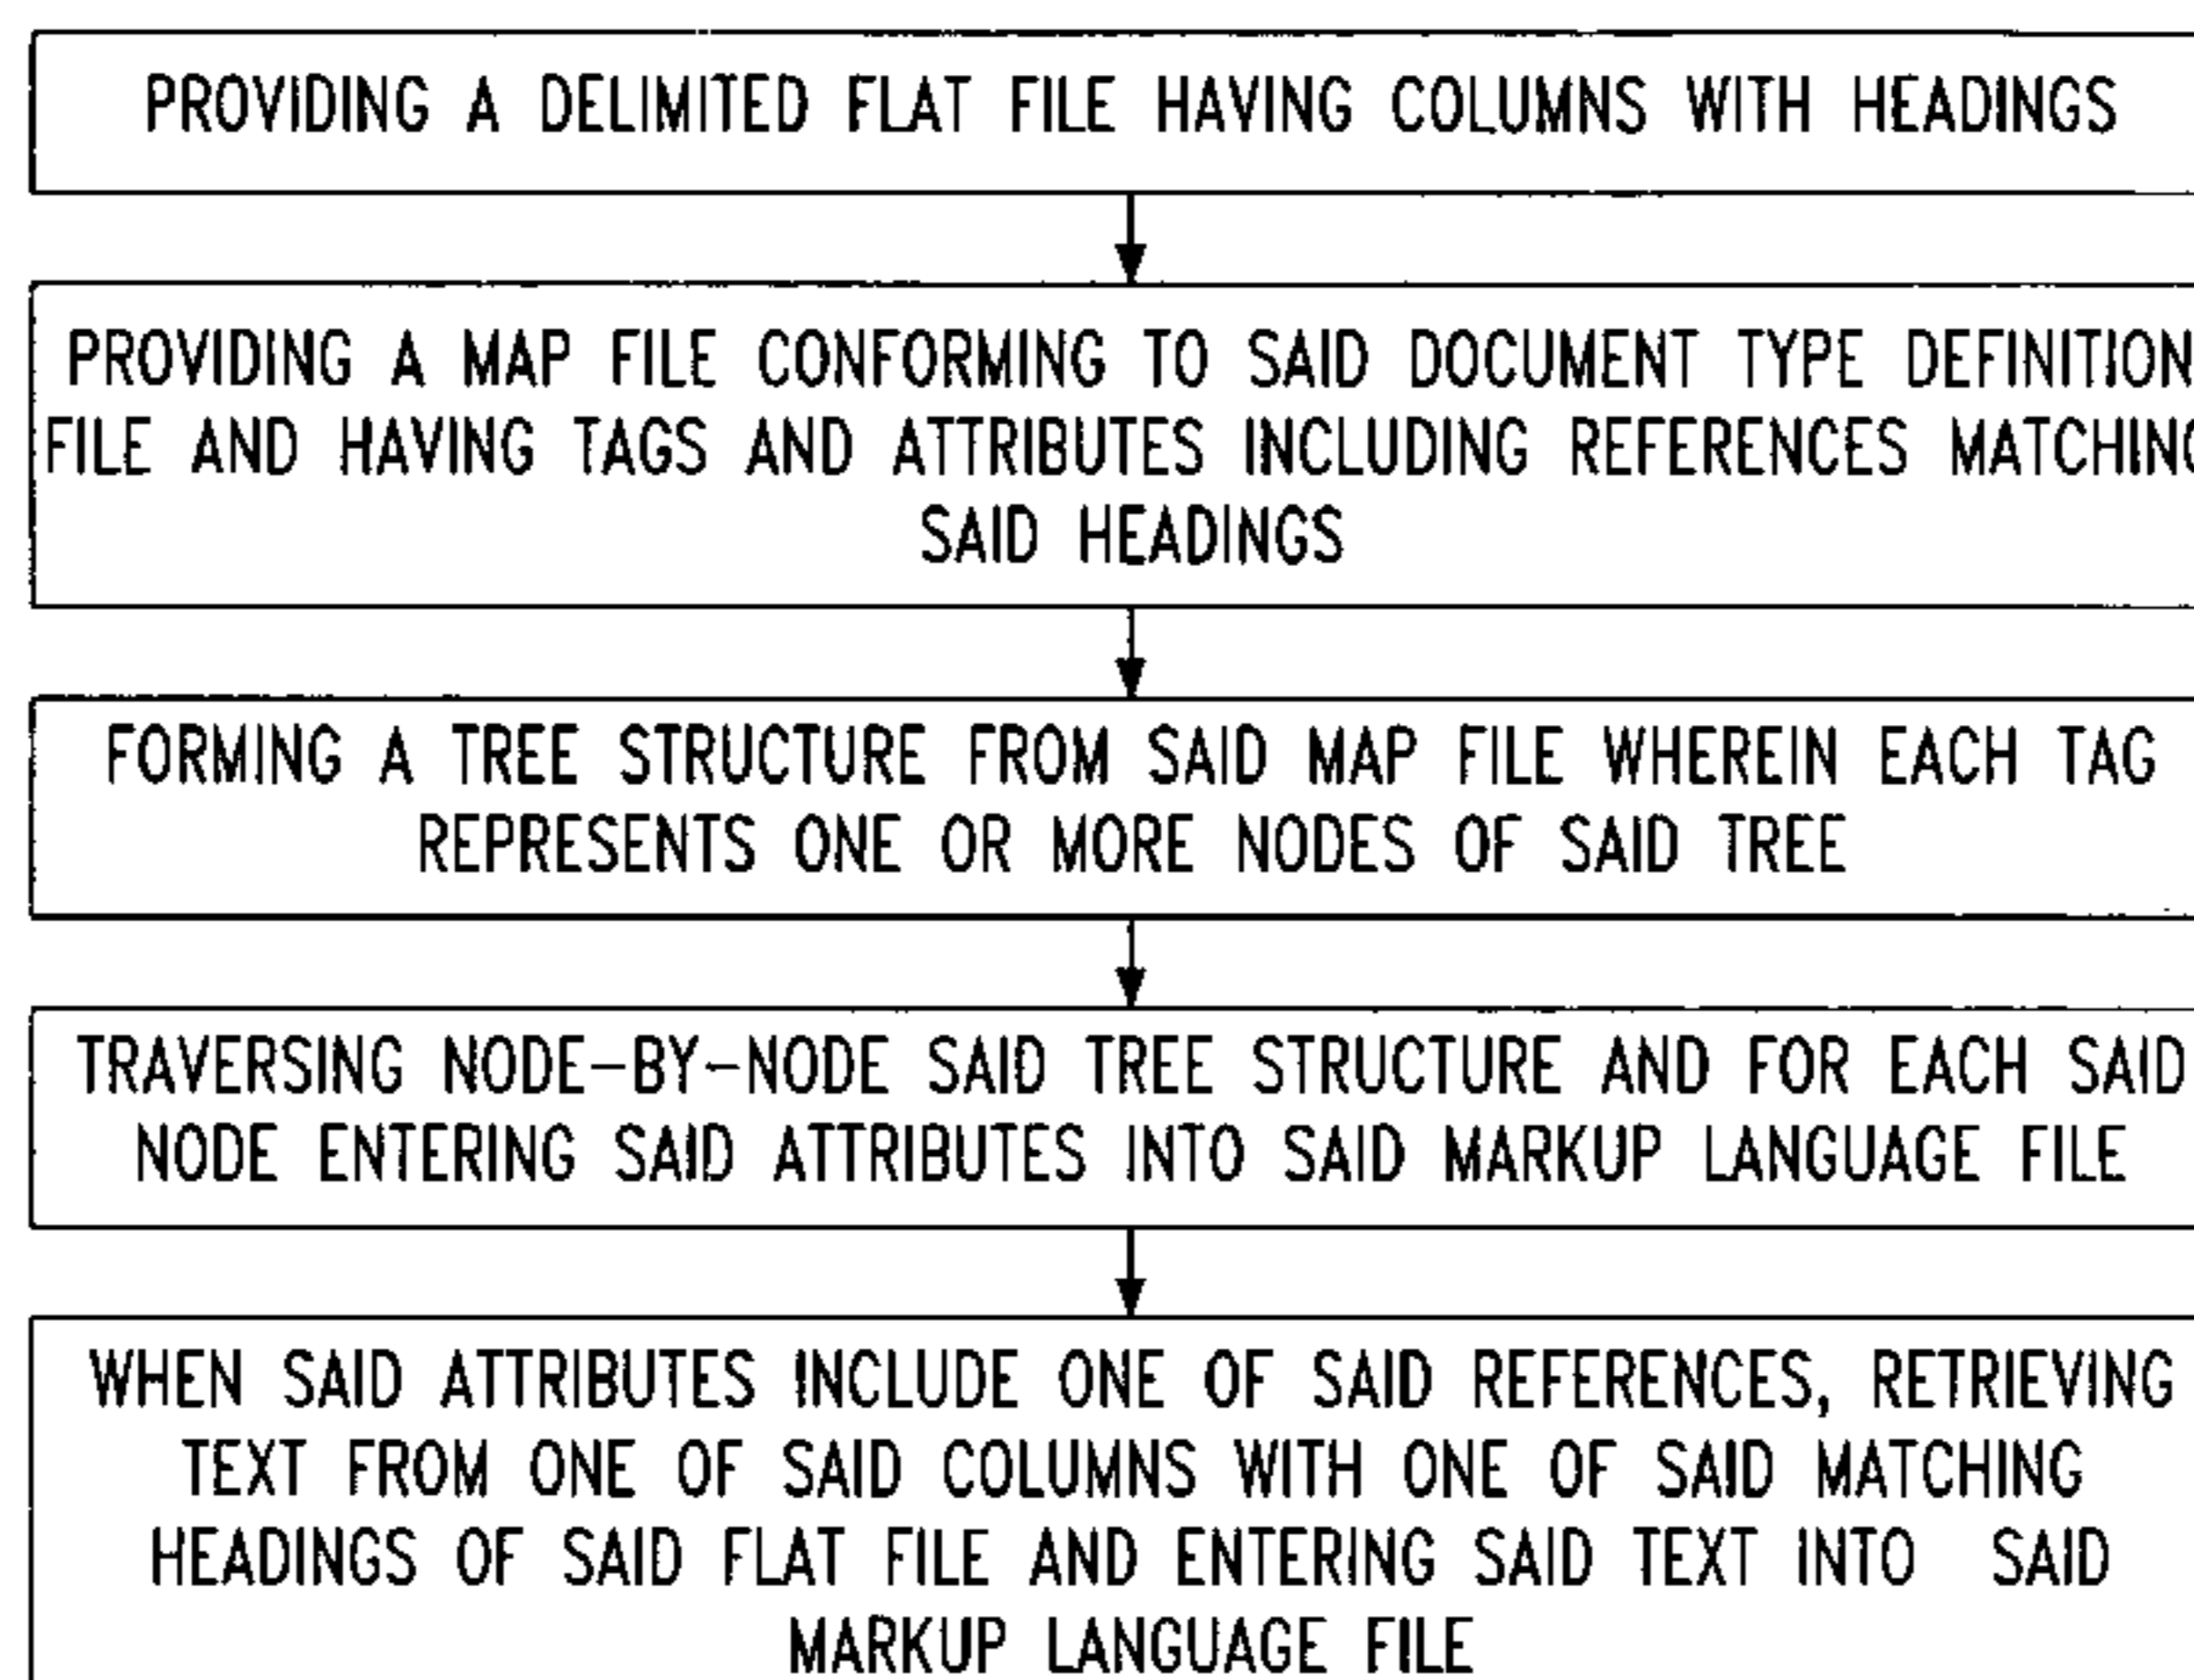 PROVIDING A DELIMITED FLAT FILE HAVING COLUMNS WITH HEADINGS
PROVIDING A MAP FILE CONFORMING TO SAID DOCUMENT TYPE DEFINITION
FILE AND HAVING TAGS AND ATTRIBUTES INCLUDING REFERENCES MATCHING
SAID HEADINGS
FORMING A TREE STRUCTURE FROM SAID MAP FILE WHEREIN EACH TAG
REPRESENTS ONE OR MORE NODES OF SAID TREE
TRAVERSING NODE-BY-NODE SAID TREE STRUCTURE AND FOR EACH SAID
NODE ENTERING SAID ATTRIBUTES INTO SAID MARKUP LANGUAGE FILE
WHEN SAID ATTRIBUTES INCLUDE ONE OF SAID REFERENCES, RETRIEVING
TEXT FROM ONE OF SAID COLUMNS WITH ONE OF SAID MATCHING
HEADINGS OF SAID FLAT FILE AND ENTERING SAID TEXT INTO SAID
MARKUP LANGUAGE FILE